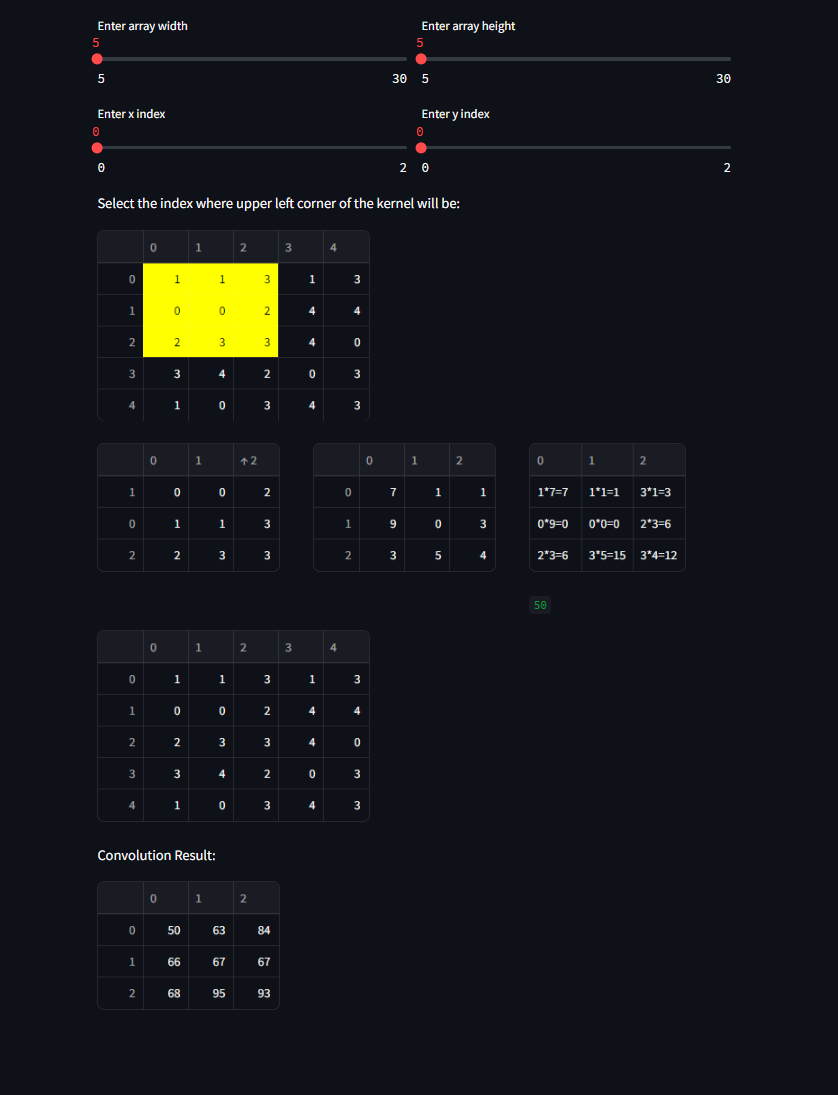 Enter array width Enter array height
5 5
5 30 5 30
Enter x index Enter y index
0 0
0 2 0 2
Select the index where upper left corner of the kernel will be:
0 1 2 3 4
0 1 1 3 1 3
1 0 0 2 4 4
2 2 3 3 4 0
3 3 4 2 0 3
4 1 0 3 4 3
0 1 ↑2 0 1 2 0 1 2
1 0 0 2 0 7 1 1 1*7=7 1*1=1 3*1=3
0 1 1 3 1 9 0 3 0*9=0 0*0=0 2*3=6
2 2 3 3 2 3 5 4 2*3=6 3*5=15 3*4=12
50
0 1 2 3 4
0 1 1 3 1 3
1 0 0 2 4 4
2 2 3 3 4 0
3 3 4 2 0 3
4 1 0 3 4 3
Convolution Result:
0 1 2
0 50 63 84
1 66 67 67
2 68 95 93